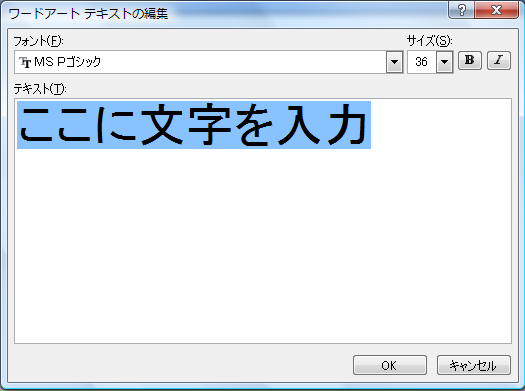 ワードアート テキストの編集
フォント(F): サイズ(S):
MS Pゴシック 36 B I
テキスト(T):
ここに文字を入力
OK キャンセル